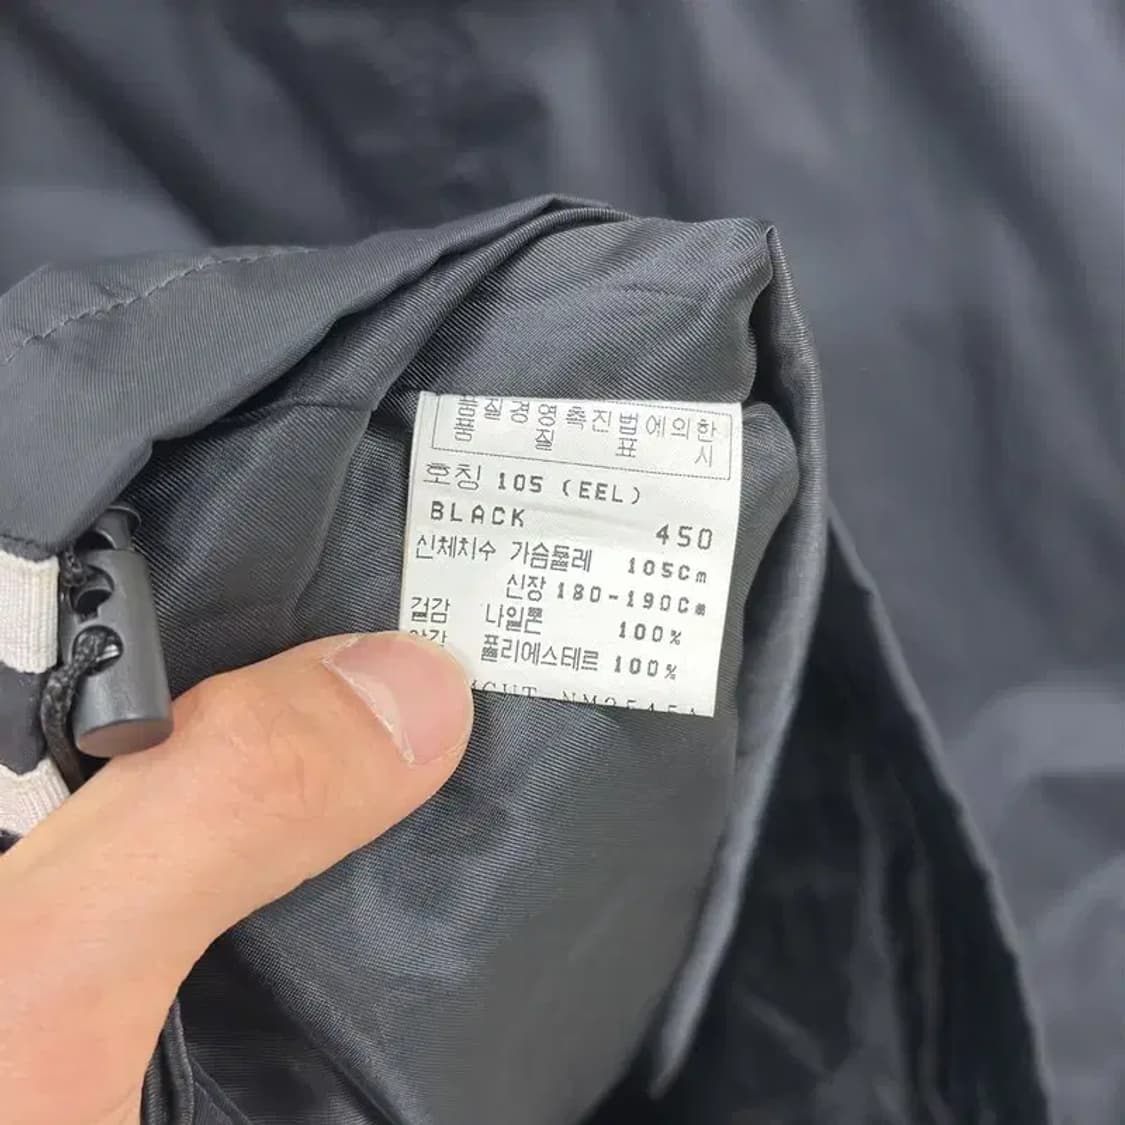 품질경영촉진법에의한
품 질 표 시
호칭 105 (EEL)
BLACK 450
신체치수 가슴둘레 105Cm
신장 180-190Cm
겉감 나일론 100%
안감 폴리에스테르 100%